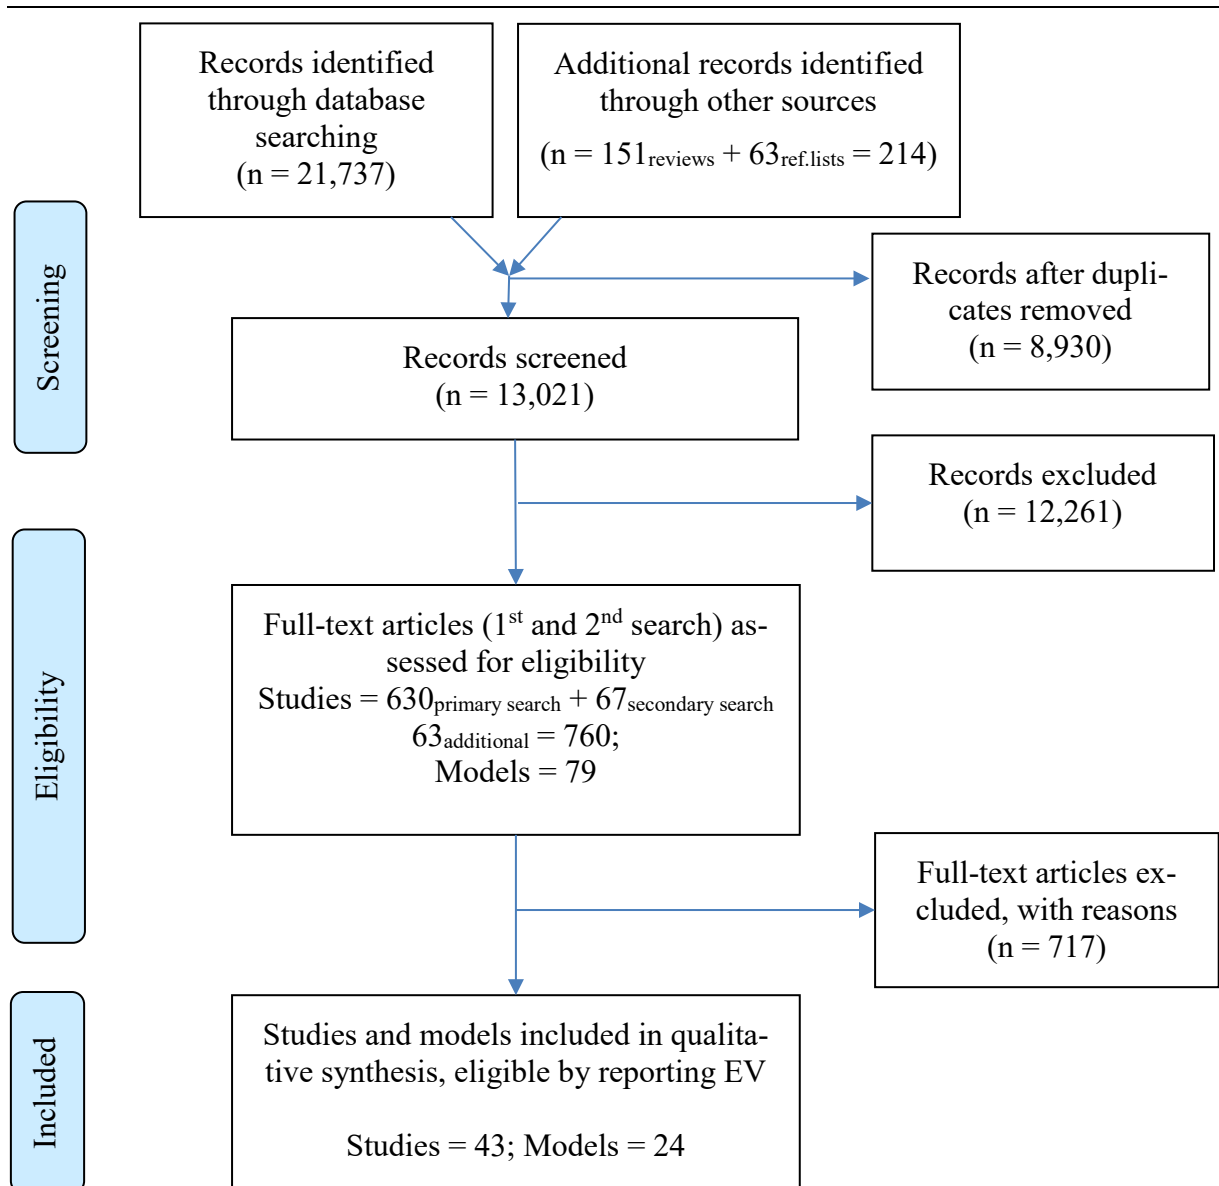 Records identified
through database
searching
(n = 21,737)
Additional records identified
through other sources
(n = 151reviews + 63ref.lists = 214)
Screening
Records after dupli-
cates removed
(n = 8,930)
Records screened
(n = 13,021)
Records excluded
(n = 12,261)
Eligibility
Full-text articles (1st and 2nd search) as-
sessed for eligibility
Studies = 630primary search + 67secondary search
63additional = 760;
Models = 79
Full-text articles ex-
cluded, with reasons
(n = 717)
Included
Studies and models included in qualita-
tive synthesis, eligible by reporting EV
Studies = 43; Models = 24